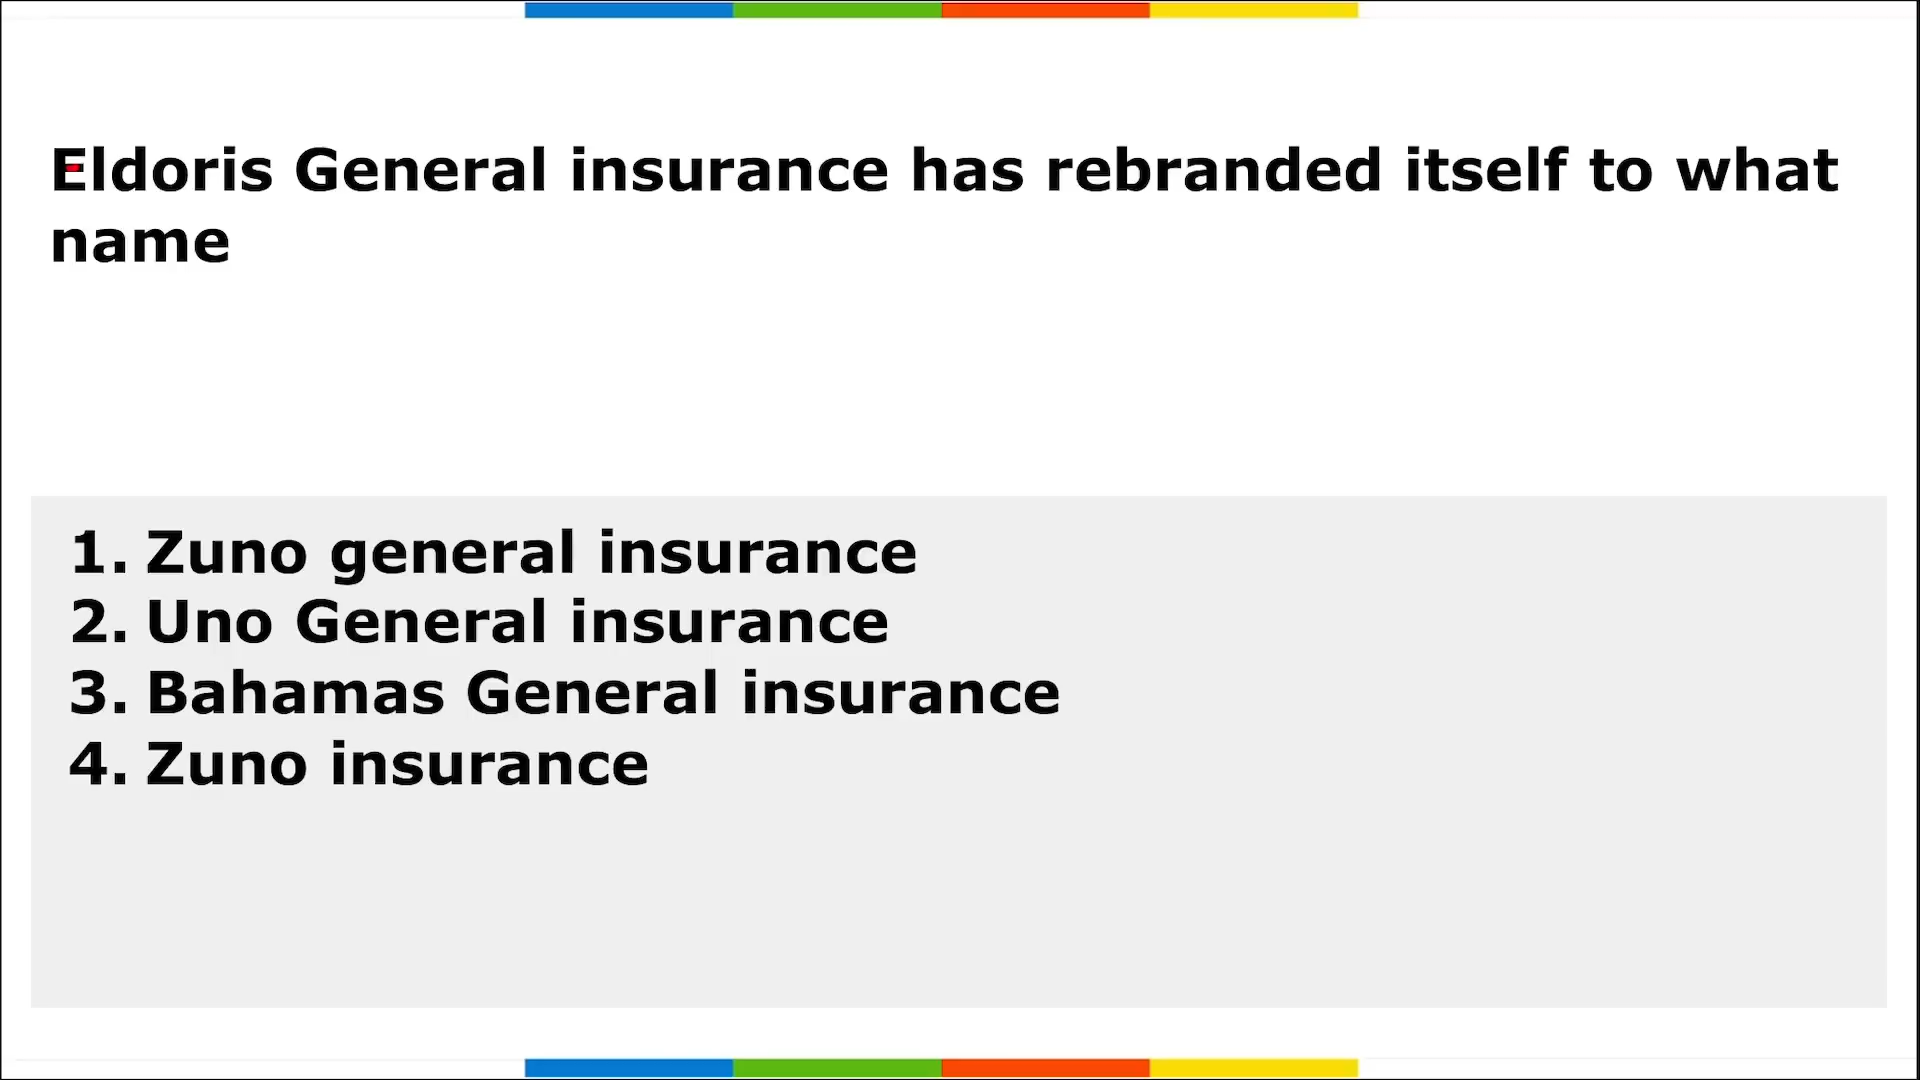 Eldoris General insurance has rebranded itself to what
name
1. Zuno general insurance
2. Uno General insurance
3. Bahamas General insurance
4. Zuno insurance